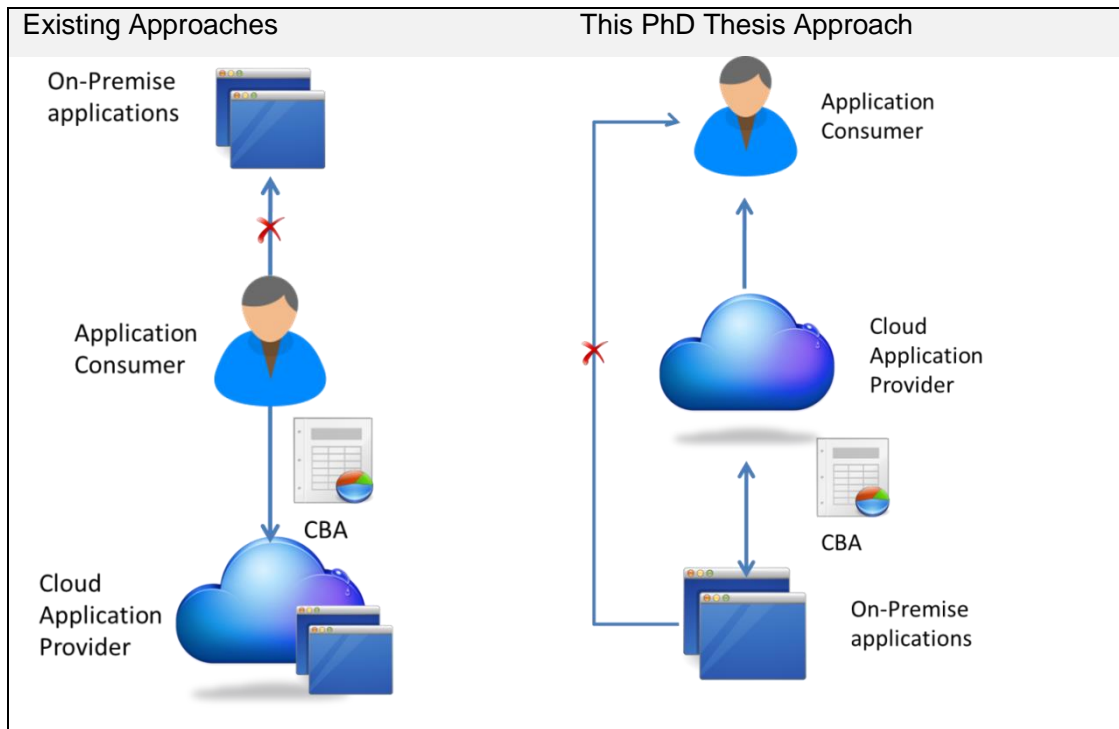 Existing Approaches
This PhD Thesis Approach
On-Premise
applications
Application
Consumer
CBA
Cloud
Application
Provider
Application
Consumer
Cloud
Application
Provider
CBA
On-Premise
applications